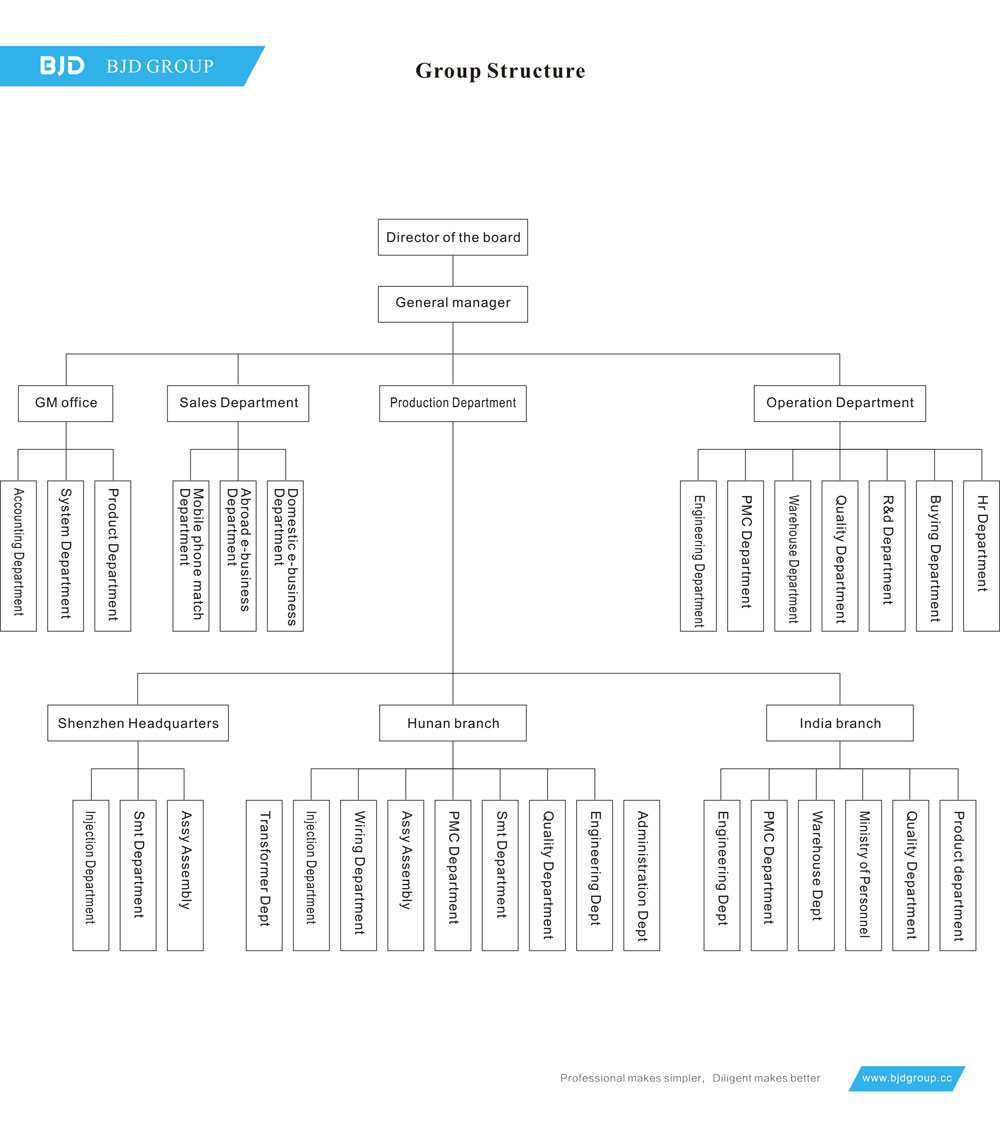 BJD
BJD GROUP
Group Structure
Director of the board
General manager
GM office
Sales Department
Production Department
Operation Department
Accounting Department
System Department
Product Department
Mobile phone match
Department
Abroad e-business
Department
Domestic e-business
Department
Engineering Department
PMC Department
Warehouse Department
Quality Department
R&d Department
Buying Department
Hr Department
Shenzhen Headquarters
Hunan branch
India branch
Injection Department
Smt Department
Assy Assembly
Transformer Dept
Injection Department
Wiring Department
Assy Assembly
PMC Department
Smt Department
Quality Department
Engineering Dept
Administration Dept
Engineering Dept
PMC Department
Warehouse Dept
Ministry of Personnel
Quality Department
Product department
Professional makes simpler, Diligent makes better
www.bjdgroup.cc